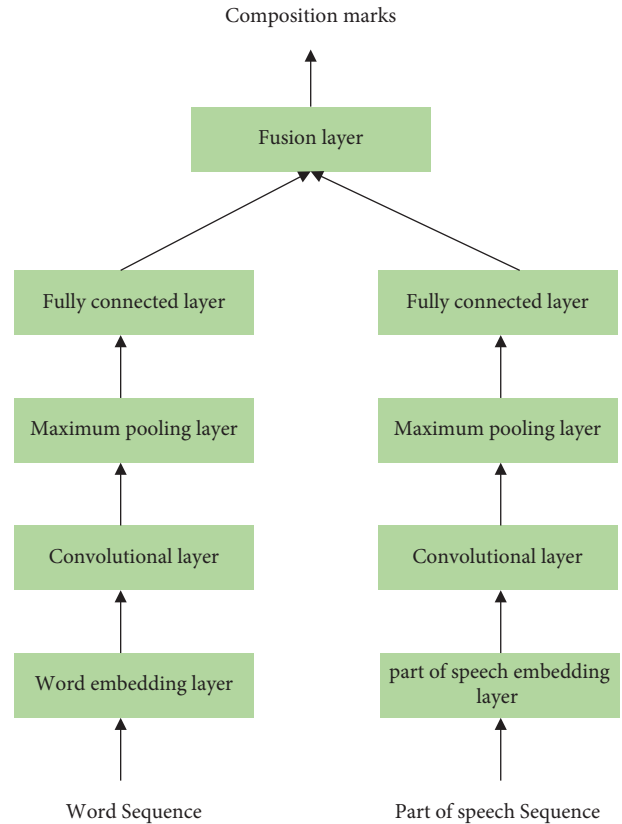 Composition marks
Fusion layer
Fully connected layer
Fully connected layer
Maximum pooling layer
Maximum pooling layer
Convolutional layer
Convolutional layer
Word embedding layer
part of speech embedding
layer
Word Sequence
Part of speech Sequence